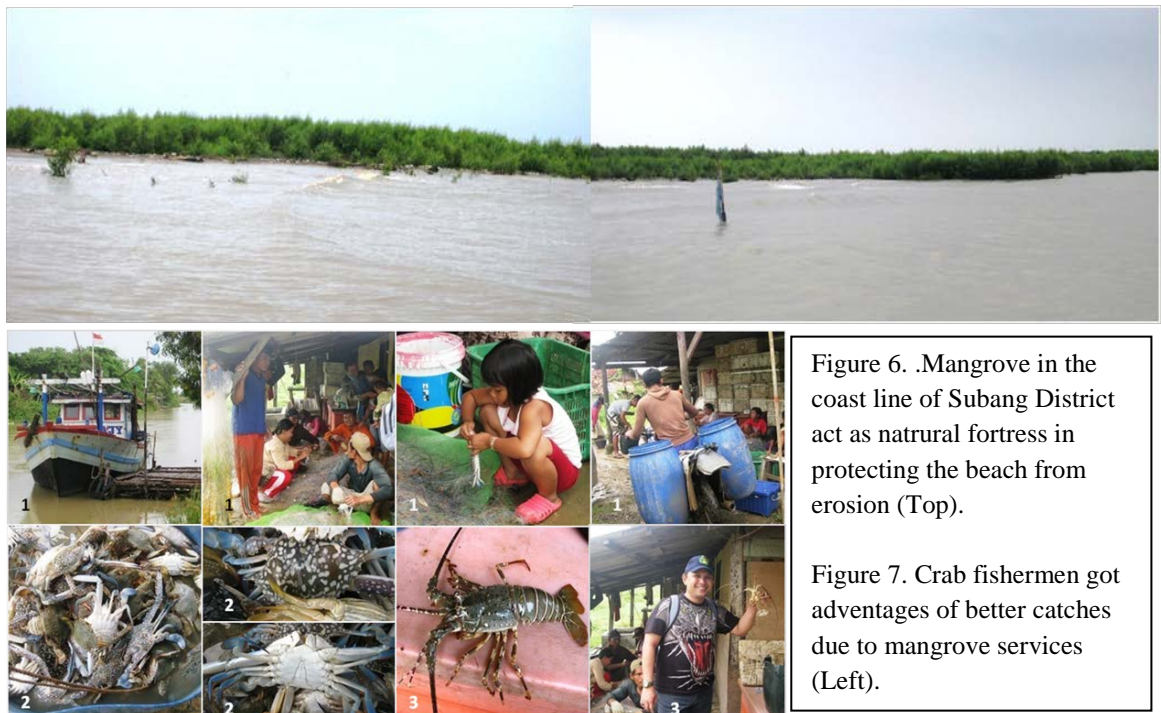 1
1
1
1
2
2
2
3
3
Figure 6. .Mangrove in the
coast line of Subang District
act as natrural fortress in
protecting the beach from
erosion (Top).
Figure 7. Crab fishermen got
adventages of better catches
due to mangrove services
(Left).